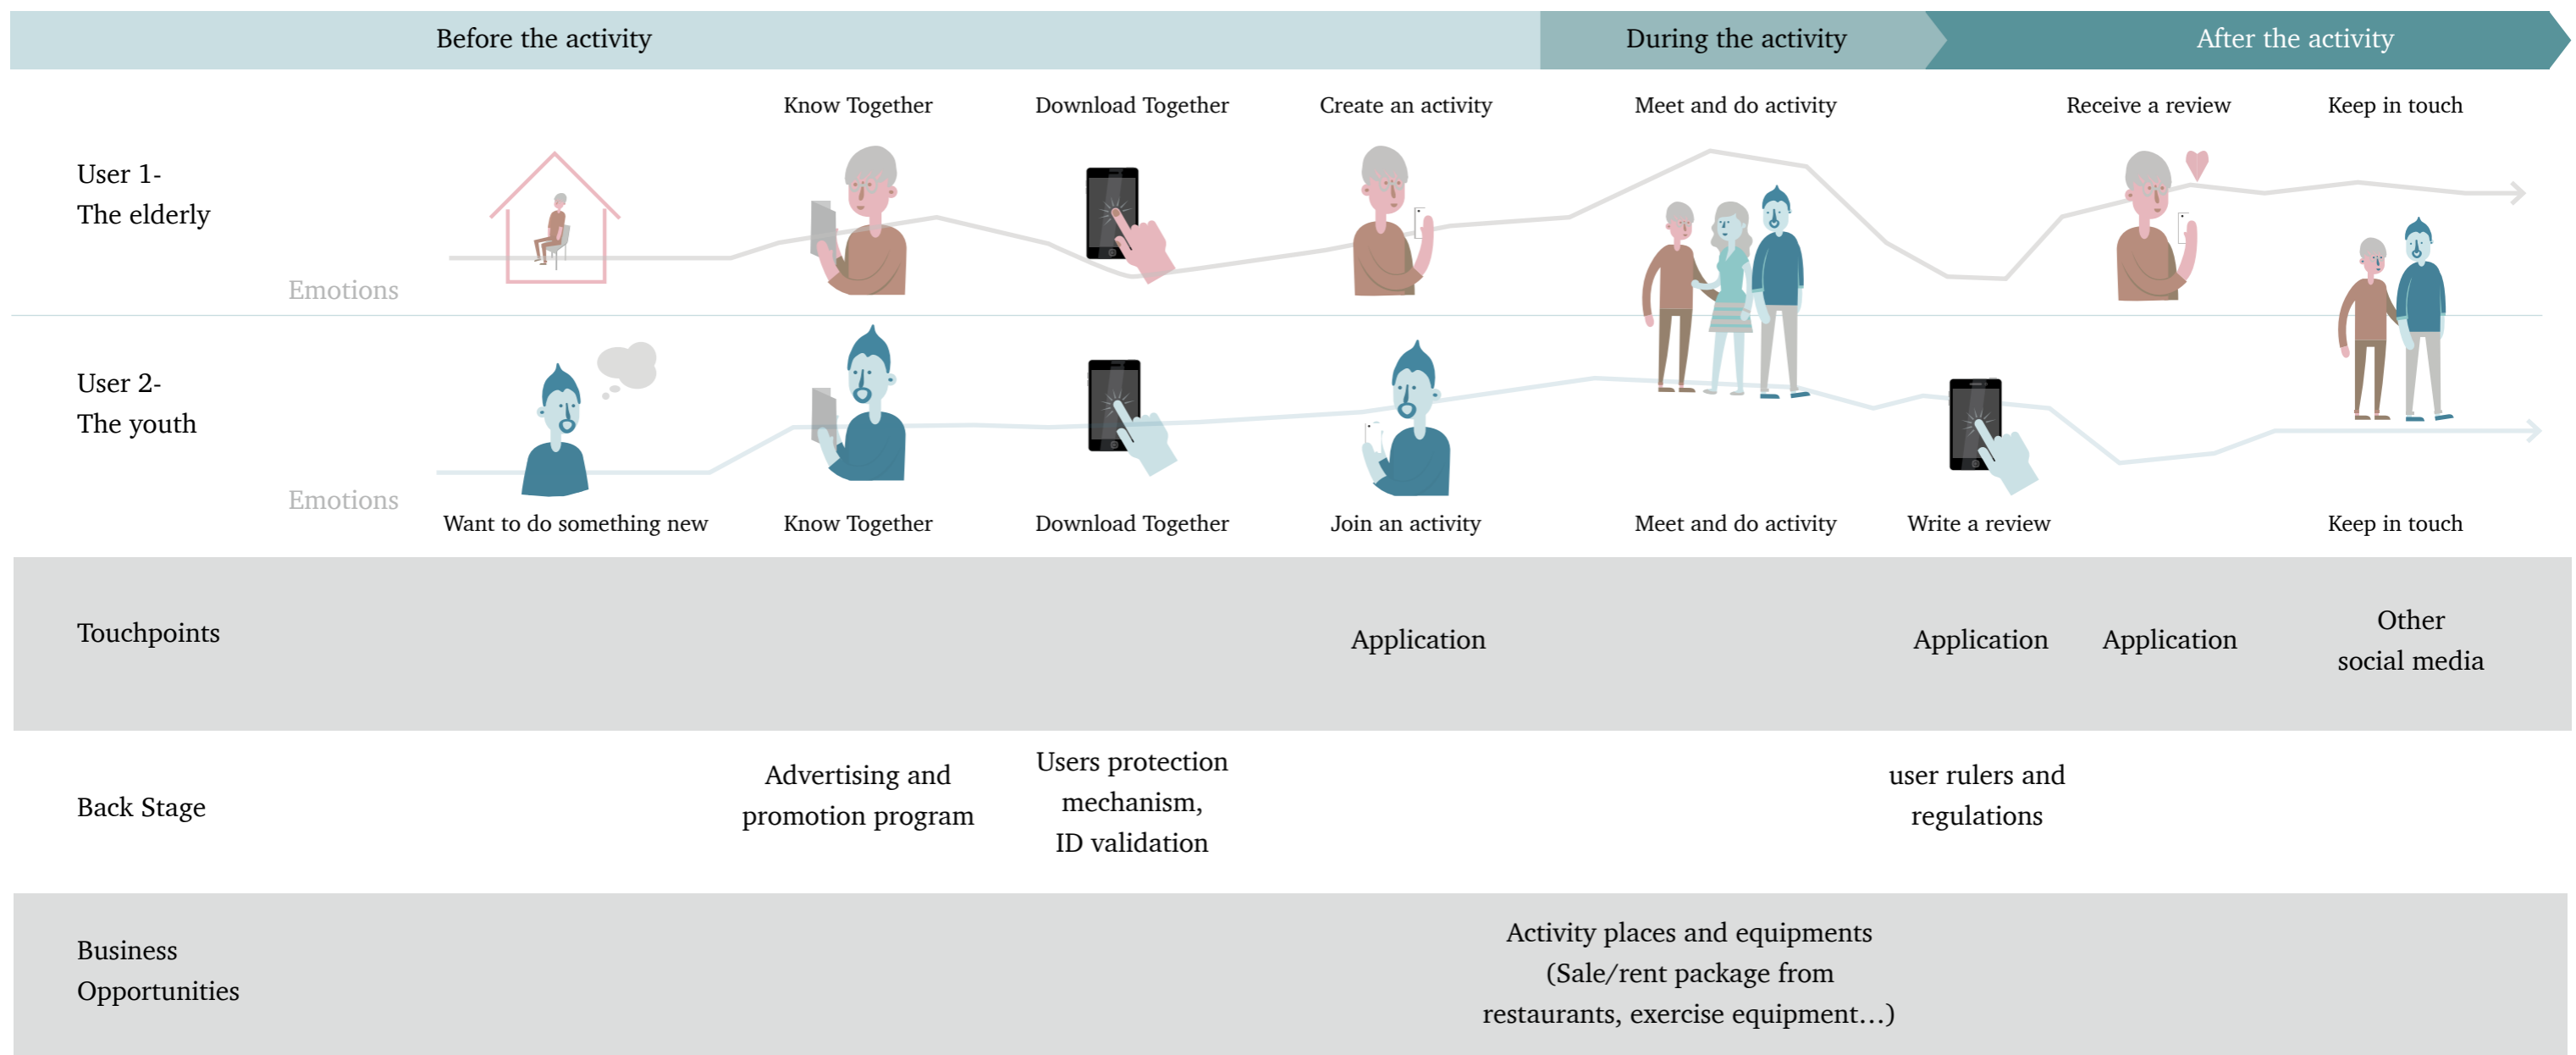 Before the activity
During the activity
After the activity
Know Together
Download Together
Create an activity
Meet and do activity
Receive a review
Keep in touch
User 1-
The elderly
Emotions
User 2-
The youth
Emotions
Want to do something new
Know Together
Download Together
Join an activity
Meet and do activity
Write a review
Keep in touch
Touchpoints
Application
Application
Application
Other
social media
Back Stage
Advertising and
promotion program
Users protection
mechanism,
ID validation
user rulers and
regulations
Business
Opportunities
Activity places and equipments
(Sale/rent package from
restaurants, exercise equipment…)